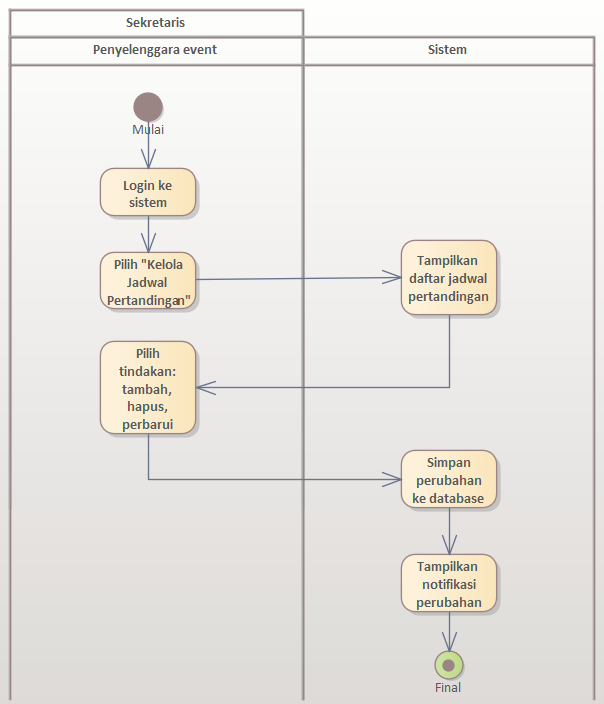 Sekretaris
Penyelenggara event
Sistem
Mulai
Login ke
sistem
Pilih "Kelola
Jadwal
Pertandingan"
Tampilkan
daftar jadwal
pertandingan
Pilih
tindakan:
tambah,
hapus,
perbarui
Simpan
perubahan
ke database
Tampilkan
notifikasi
perubahan
Final